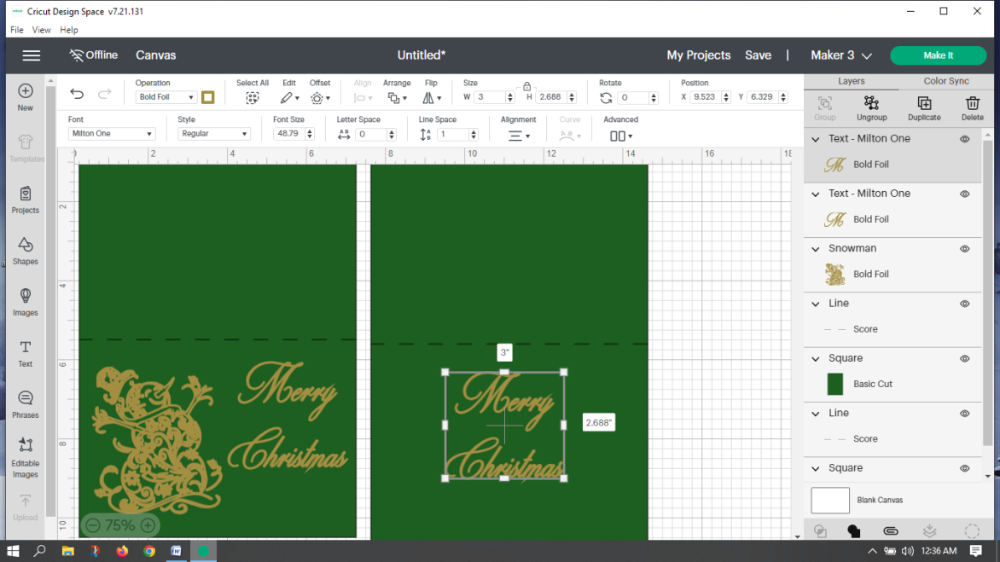 Cricut Design Space v7.21.131
File View Help
Offline Canvas Untitled* My Projects Save | Maker 3 Make It
New
Templates
Projects
Shapes
Images
Text
Phrases
Editable
Images
Upload
Operation Select All Edit Offset Align Arrange Flip Size Rotate Position
Bold Foil W 3 H 2.688 0 X 9.523 Y 6.329
Font Style Font Size Letter Space Line Space Alignment Curve Advanced
Milton One Regular 48.79 0 1
0 2 4 6 8 10 12 14 16 18
2
4
6
8
10
Merry
Christmas
3"
Merry
Christmas
2.688"
75%
Layers Color Sync
Group Ungroup Duplicate Delete
Text - Milton One
M Bold Foil
Text - Milton One
M Bold Foil
Snowman
Bold Foil
Line
Score
Square
Basic Cut
Line
Score
Square
Blank Canvas
12:36 AM